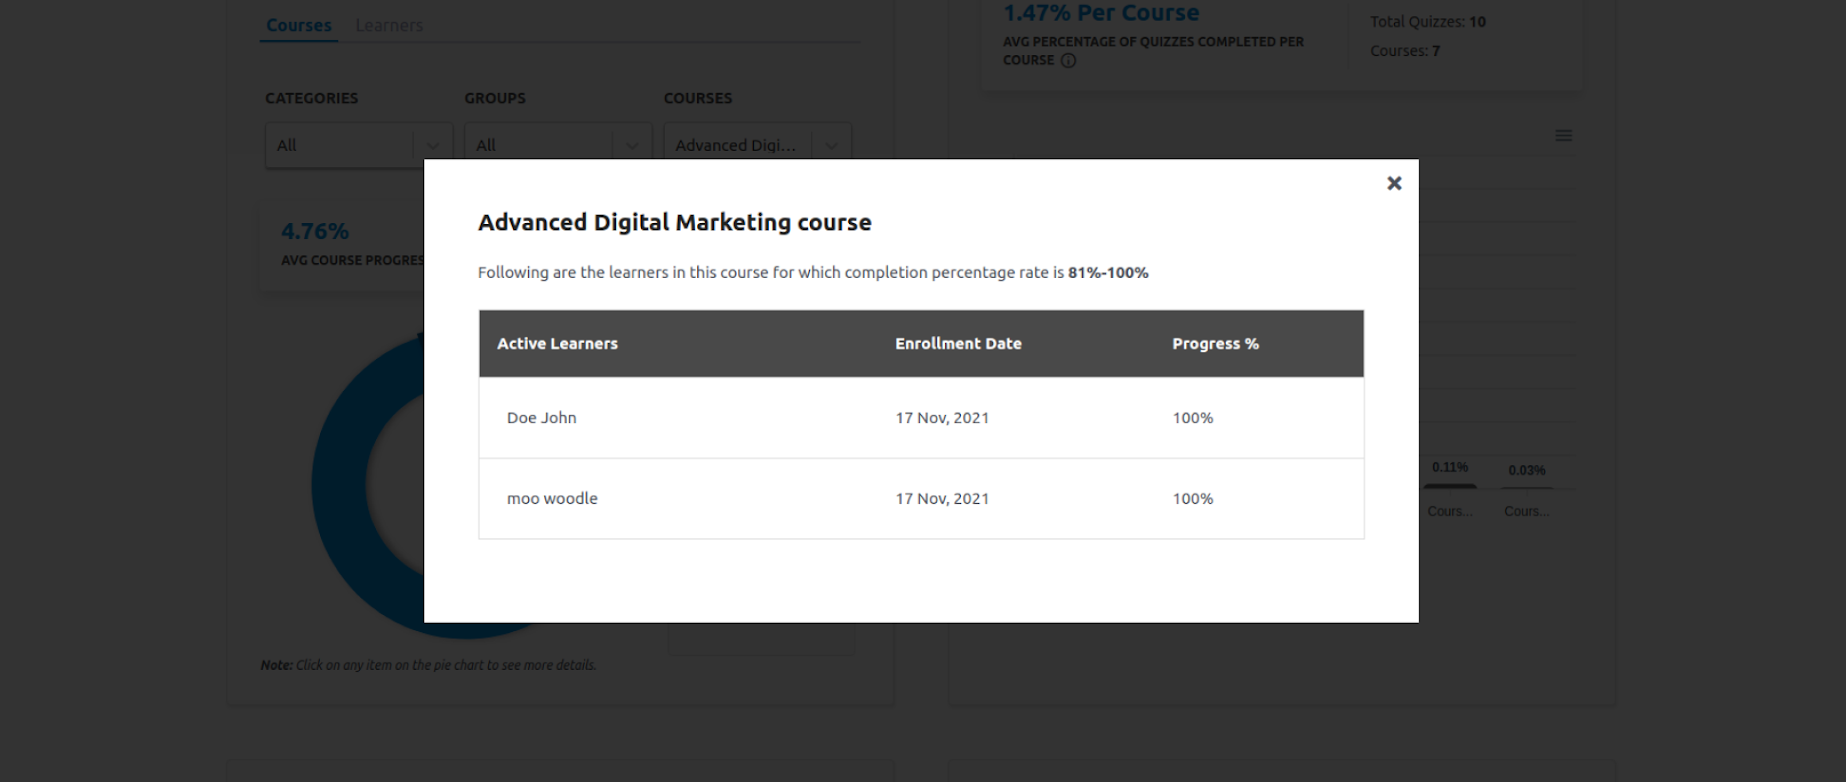 Courses Learners
CATEGORIES GROUPS COURSES
All All Advanced Digi...
4.76%
AVG COURSE PROGRES
Note: Click on any item on the pie chart to see more details.
1.47% Per Course
AVG PERCENTAGE OF QUIZZES COMPLETED PER
COURSE
Total Quizzes: 10
Courses: 7
0.11% 0.03%
Cours... Cours...
Advanced Digital Marketing course
Following are the learners in this course for which completion percentage rate is 81%-100%
Active Learners Enrollment Date Progress %
Doe John 17 Nov, 2021 100%
moo woodle 17 Nov, 2021 100%